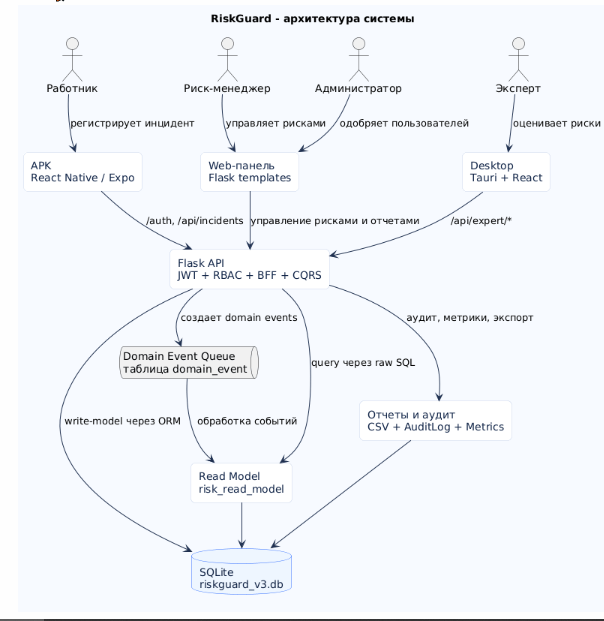 RiskGuard - архитектура системы
Работник
Риск-менеджер
Администратор
Эксперт
регистрирует инцидент
управляет рисками
одобряет пользователей
оценивает риски
APK
React Native / Expo
Web-панель
Flask templates
Desktop
Tauri + React
/auth, /api/incidents
управление рисками и отчетами
/api/expert/*
Flask API
JWT + RBAC + BFF + CQRS
создает domain events
аудит, метрики, экспорт
Domain Event Queue
таблица domain_event
query через raw SQL
write-model через ORM
обработка событий
Отчеты и аудит
CSV + AuditLog + Metrics
Read Model
risk_read_model
SQLite
riskguard_v3.db